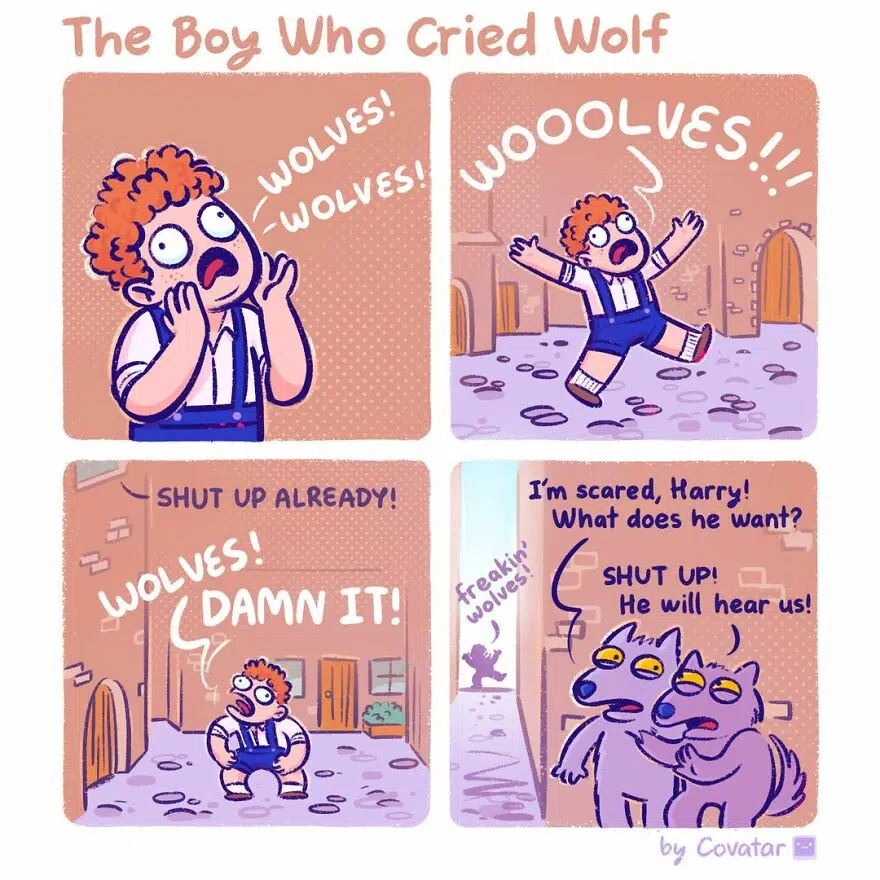 The Boy Who Cried Wolf
WOLVES!
WOLVES!
WOOOLVES!!!
SHUT UP ALREADY!
WOLVES!
DAMN IT!
I'm scared, Harry!
What does he want?
freakin'
wolves!
SHUT UP!
He will hear us!
by Covatar